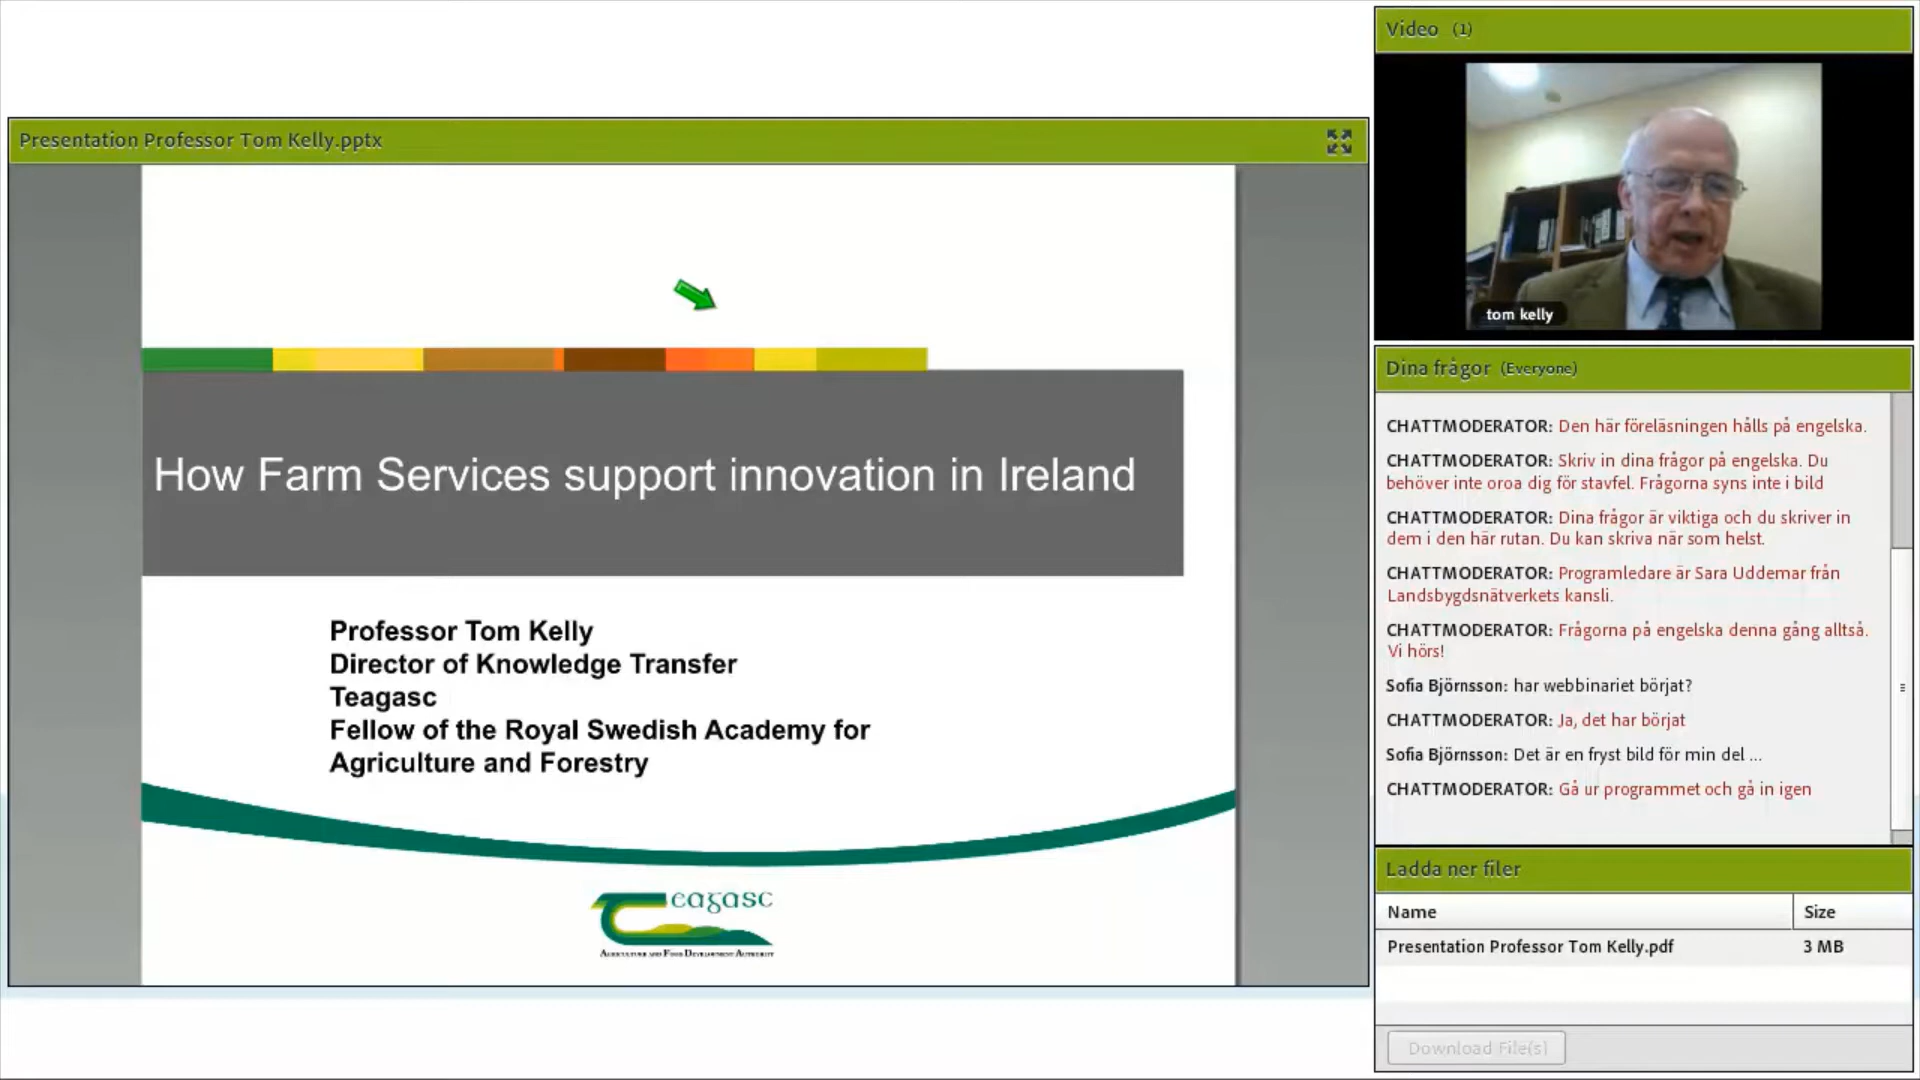 Presentation Professor Tom Kelly.pptx
How Farm Services support innovation in Ireland
Professor Tom Kelly
Director of Knowledge Transfer
Teagasc
Fellow of the Royal Swedish Academy for
Agriculture and Forestry
eagasc
Agriculture and Food Development Authority
Video (1)
tom kelly
Dina frågor (Everyone)
CHATTMODERATOR: Den här föreläsningen hålls på engelska.
CHATTMODERATOR: Skriv in dina frågor på engelska. Du
behöver inte oroa dig för stavfel. Frågorna syns inte i bild
CHATTMODERATOR: Dina frågor är viktiga och du skriver in
dem i den här rutan. Du kan skriva när som helst.
CHATTMODERATOR: Programledare är Sara Uddemar från
Landsbygdsnätverkets kansli.
CHATTMODERATOR: Frågorna på engelska denna gång alltså.
Vi hörs!
Sofia Björnsson: har webbinariet börjat?
CHATTMODERATOR: Ja, det har börjat
Sofia Björnsson: Det är en fryst bild för min del ...
CHATTMODERATOR: Gå ur programmet och gå in igen
Ladda ner filer
Name Size
Presentation Professor Tom Kelly.pdf 3 MB
Download File(s)